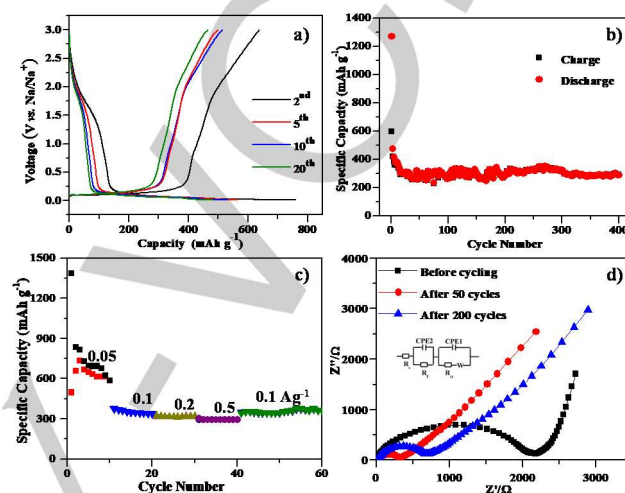 a)
Voltage (V vs. Na/Na⁺)
3.0
2.5
2.0
1.5
1.0
0.5
0.0
2ⁿᵈ
5ᵗʰ
10ᵗʰ
20ᵗʰ
0 200 400 600 800
Capacity (mAh g⁻¹)
b)
Specific Capacity (mAh g⁻¹)
1400
1200
1000
800
600
400
200
0
Charge
Discharge
0 100 200 300 400
Cycle Number
c)
Specific Capacity (mAh g⁻¹)
1500
1200
900
600
300
0
0.05
0.1
0.2
0.5
0.1 Ag⁻¹
0 10 20 30 40 50 60
Cycle Number
d)
Z''/Ω
4000
3000
2000
1000
0
Before cycling
After 50 cycles
After 200 cycles
CPE2 CPE1
W
0 1000 2000 3000
Z'/Ω